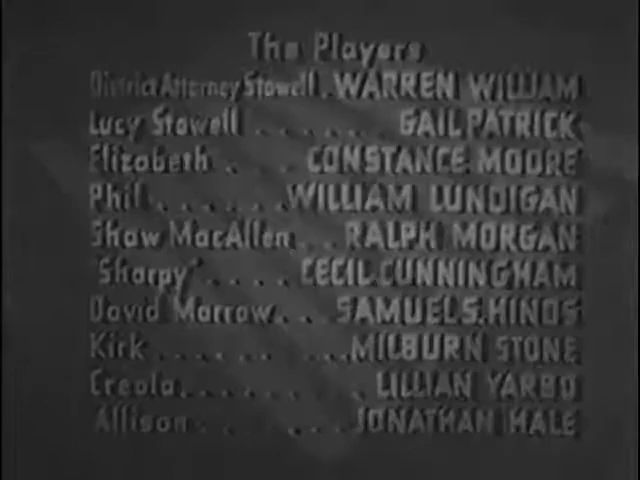 The Players
District Attorney Stowell . WARREN WILLIAM
Lucy Stowell . . . . . . GAIL PATRICK
Elizabeth . . . . CONSTANCE MOORE
Phil . . . . . . WILLIAM LUNDIGAN
Shaw MacAllen . . . RALPH MORGAN
"Sharpy" . . . . . CECIL CUNNINGHAM
David Marrow . . . SAMUEL S. HINDS
Kirk . . . . . . . . . . MILBURN STONE
Creola . . . . . . . . LILLIAN YARBO
Allison . . . . . . . JONATHAN HALE